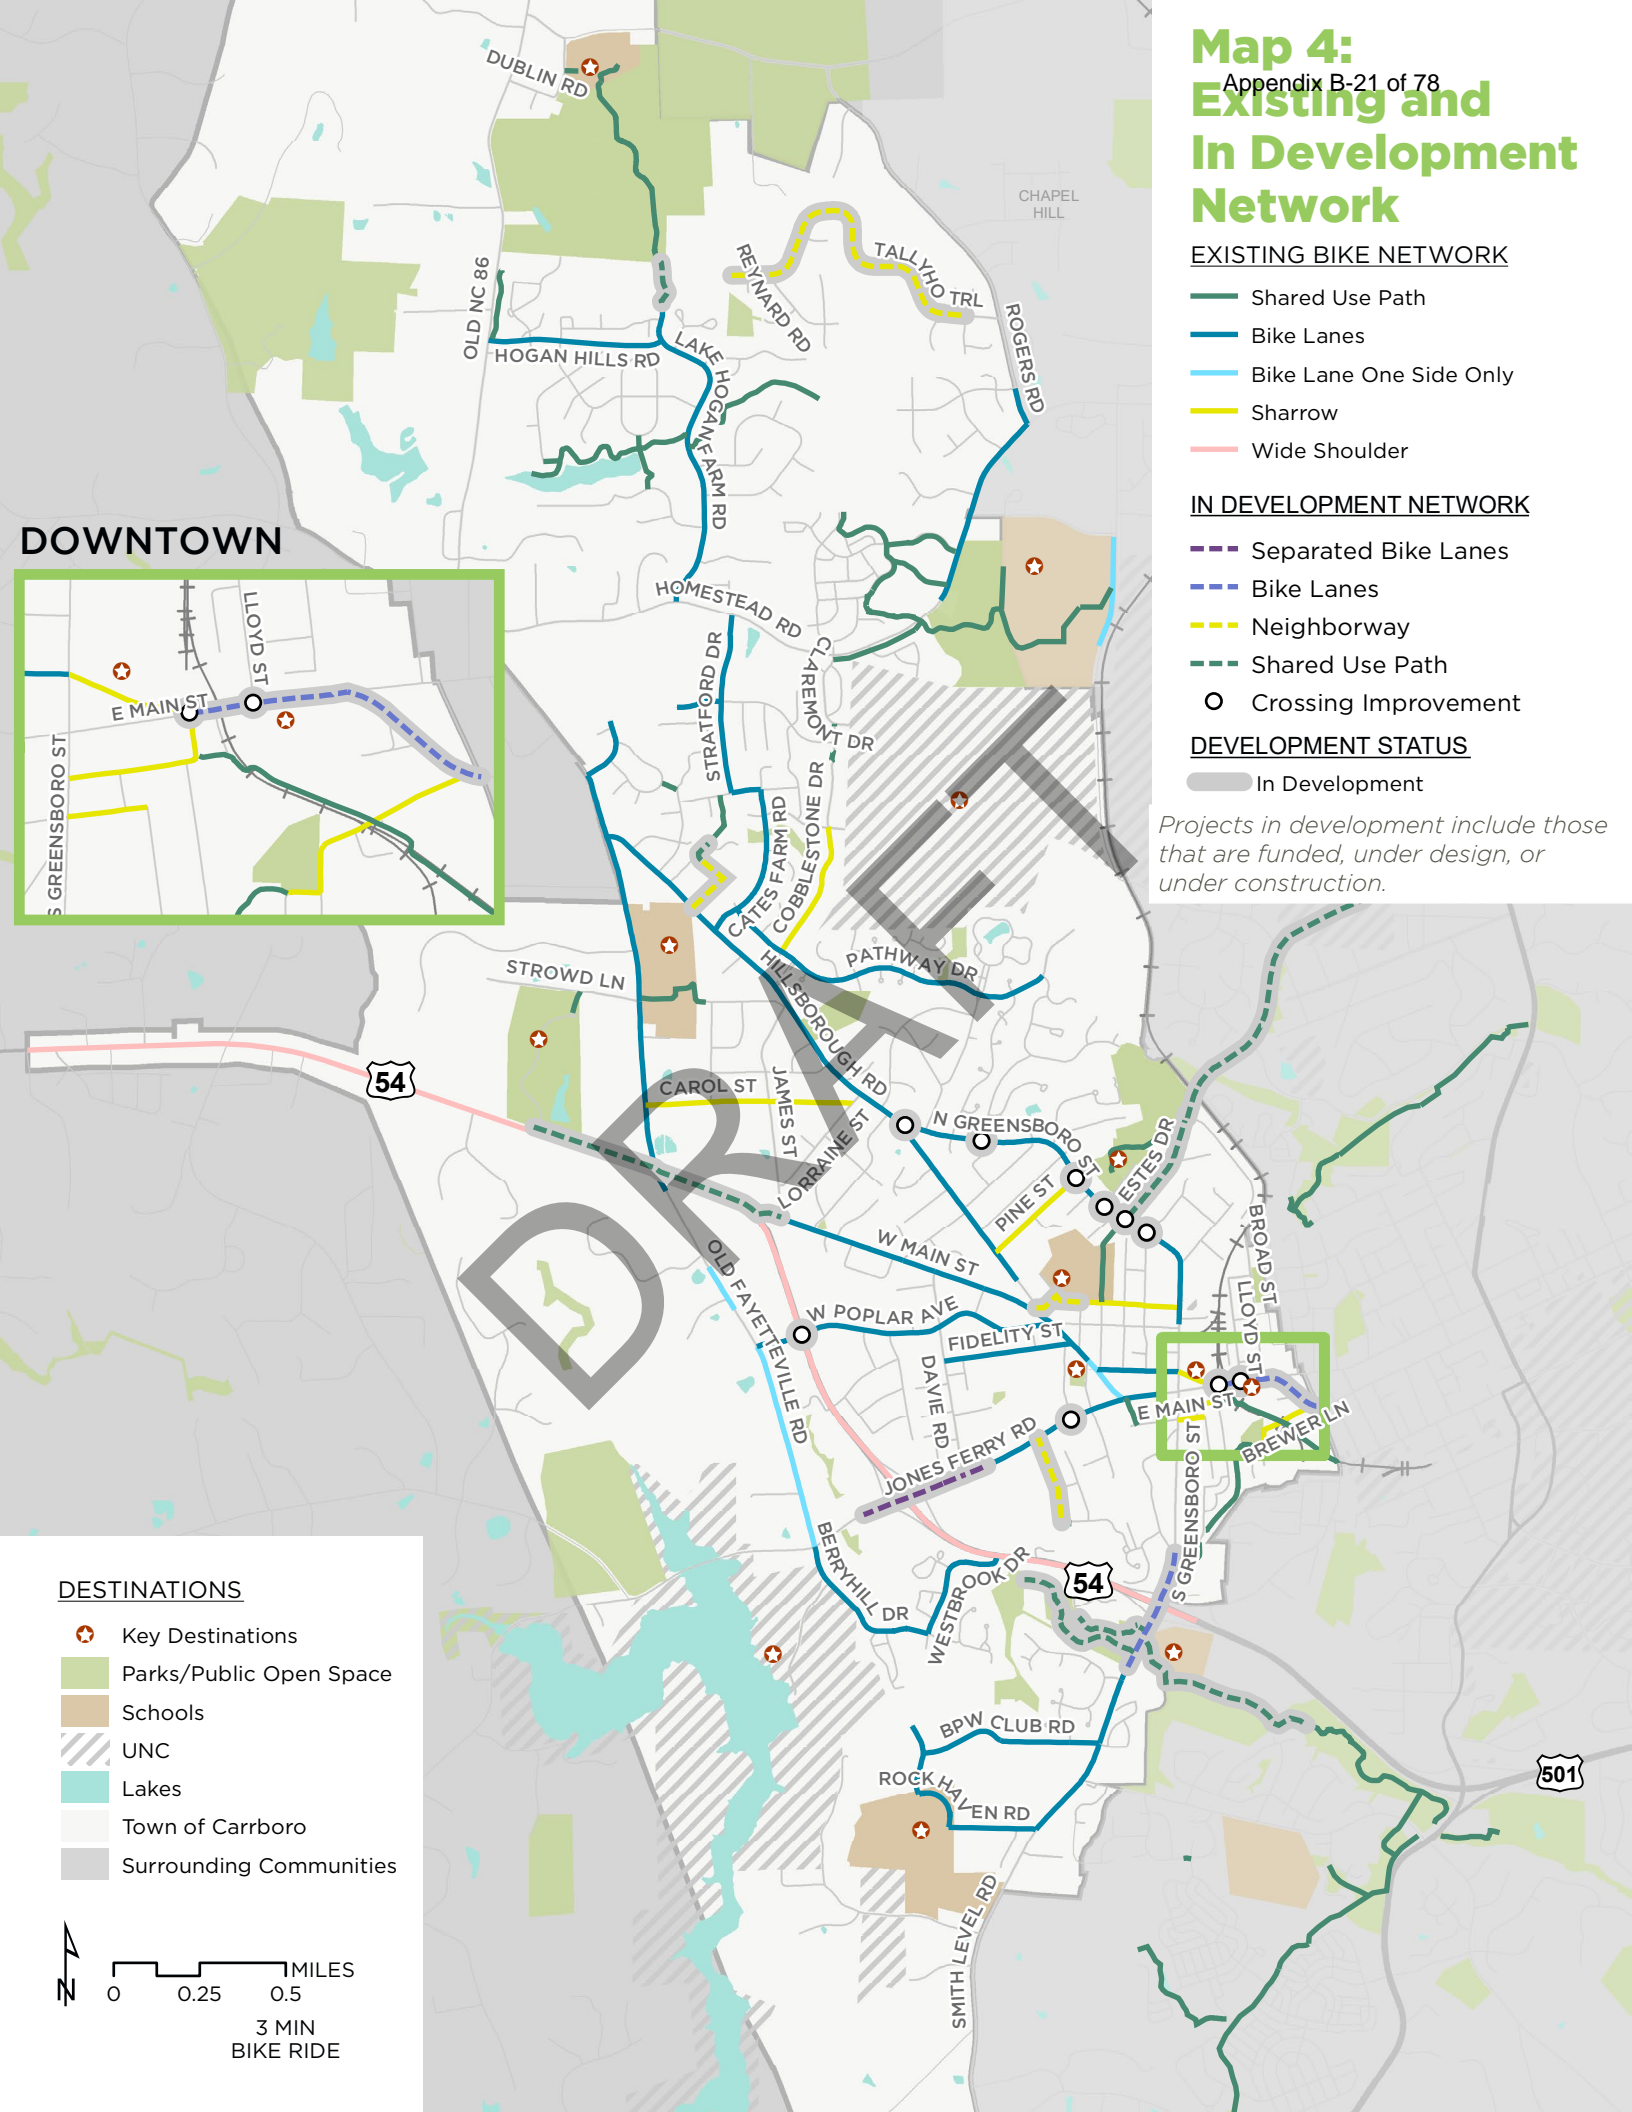 Map 4:
Existing and
In Development
Network
Appendix B-21 of 78
EXISTING BIKE NETWORK
Shared Use Path
Bike Lanes
Bike Lane One Side Only
Sharrow
Wide Shoulder
IN DEVELOPMENT NETWORK
Separated Bike Lanes
Bike Lanes
Neighborway
Shared Use Path
Crossing Improvement
DEVELOPMENT STATUS
In Development
Projects in development include those
that are funded, under design, or
under construction.
DUBLIN RD
CHAPEL
HILL
OLD NC 86
REYNARD RD
TALLYHO TRL
ROGERS RD
HOGAN HILLS RD
LAKE HOGAN FARM RD
HOMESTEAD RD
STRATFORD DR
CLAREMONT DR
CATES FARM RD
COBBLESTONE DR
DOWNTOWN
LLOYD ST
E MAIN ST
S GREENSBORO ST
STROWD LN
PATHWAY DR
HILLSBOROUGH RD
54
CAROL ST
JAMES ST
LORRAINE ST
N GREENSBORO ST
PINE ST
ESTES DR
BROAD ST
LLOYD ST
W MAIN ST
OLD FAYETTEVILLE RD
W POPLAR AVE
FIDELITY ST
DAVIE RD
JONES FERRY RD
E MAIN ST
BREWER LN
S GREENSBORO ST
BERRYHILL DR
WESTBROOK DR
54
BPW CLUB RD
ROCK HAVEN RD
SMITH LEVEL RD
501
DRAFT
DESTINATIONS
Key Destinations
Parks/Public Open Space
Schools
UNC
Lakes
Town of Carrboro
Surrounding Communities
N
MILES
0 0.25 0.5
3 MIN
BIKE RIDE